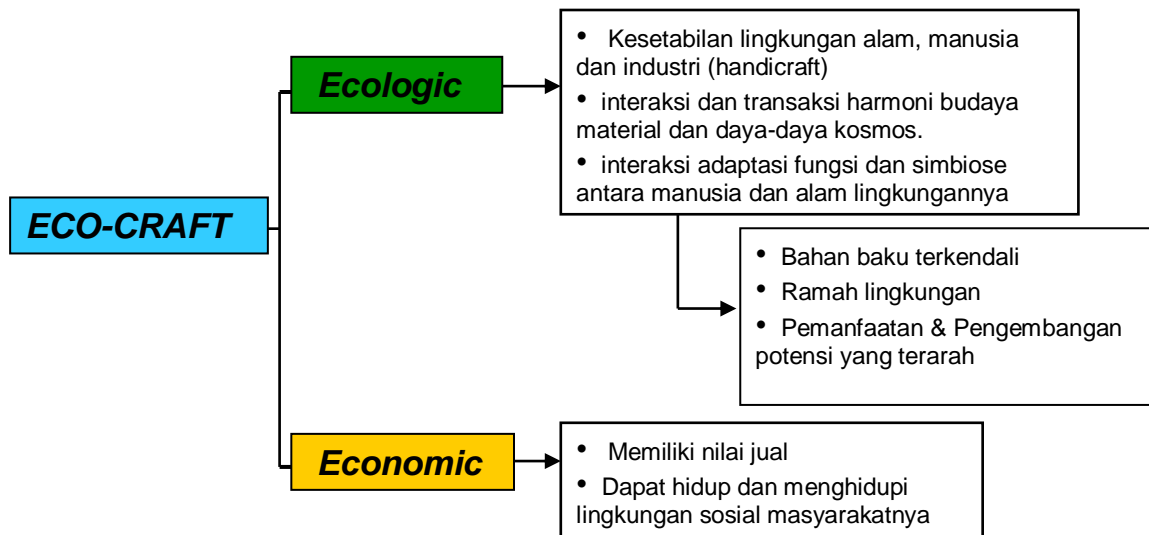 ECO-CRAFT
Ecologic
• Kesetabilan lingkungan alam, manusia
dan industri (handicraft)
• interaksi dan transaksi harmoni budaya
material dan daya-daya kosmos.
• interaksi adaptasi fungsi dan simbiose
antara manusia dan alam lingkungannya
• Bahan baku terkendali
• Ramah lingkungan
• Pemanfaatan & Pengembangan
potensi yang terarah
Economic
• Memiliki nilai jual
• Dapat hidup dan menghidupi
lingkungan sosial masyarakatnya